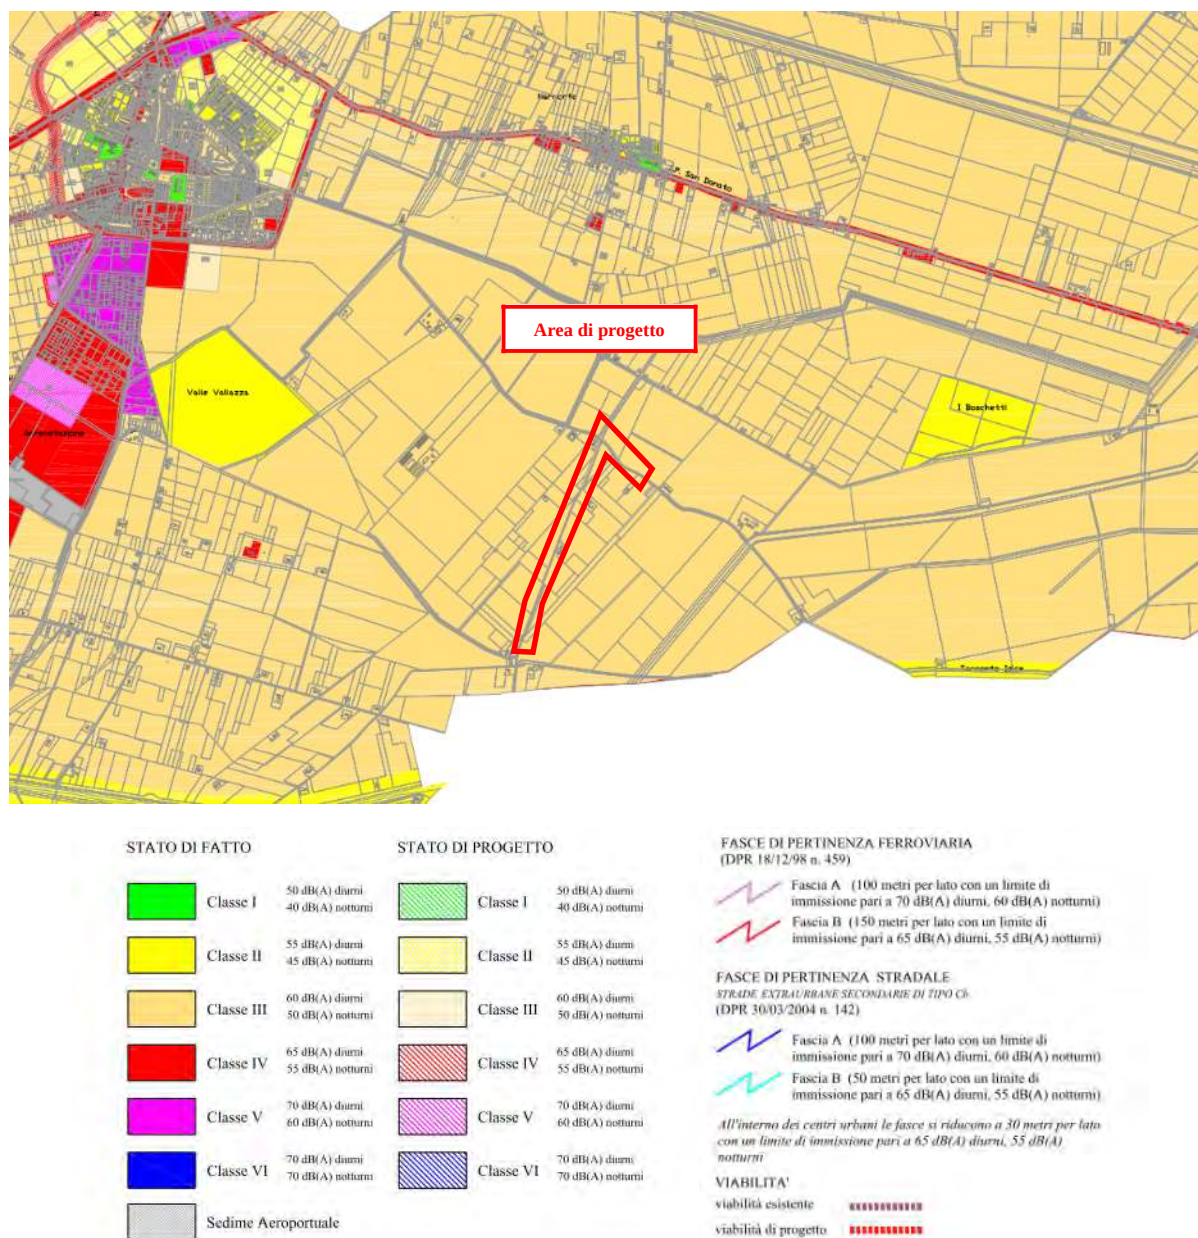 Marmorta
S.P. San Donato
Area di progetto
Valle Vallazza
I Boschetti
STATO DI FATTO
Classe I
50 dB(A) diurni
40 dB(A) notturni
Classe II
55 dB(A) diurni
45 dB(A) notturni
Classe III
60 dB(A) diurni
50 dB(A) notturni
Classe IV
65 dB(A) diurni
55 dB(A) notturni
Classe V
70 dB(A) diurni
60 dB(A) notturni
Classe VI
70 dB(A) diurni
70 dB(A) notturni
Sedime Aeroportuale
STATO DI PROGETTO
Classe I
50 dB(A) diurni
40 dB(A) notturni
Classe II
55 dB(A) diurni
45 dB(A) notturni
Classe III
60 dB(A) diurni
50 dB(A) notturni
Classe IV
65 dB(A) diurni
55 dB(A) notturni
Classe V
70 dB(A) diurni
60 dB(A) notturni
Classe VI
70 dB(A) diurni
70 dB(A) notturni
FASCE DI PERTINENZA FERROVIARIA
(DPR 18/12/98 n. 459)
Fascia A (100 metri per lato con un limite di
immissione pari a 70 dB(A) diurni, 60 dB(A) notturni)
Fascia B (150 metri per lato con un limite di
immissione pari a 65 dB(A) diurni, 55 dB(A) notturni)
FASCE DI PERTINENZA STRADALE
STRADE EXTRAURBANE SECONDARIE DI TIPO Cb
(DPR 30/03/2004 n. 142)
Fascia A (100 metri per lato con un limite di
immissione pari a 70 dB(A) diurni, 60 dB(A) notturni)
Fascia B (50 metri per lato con un limite di
immissione pari a 65 dB(A) diurni, 55 dB(A) notturni)
All'interno dei centri urbani le fasce si riducono a 30 metri per lato
con un limite di immissione pari a 65 dB(A) diurni, 55 dB(A)
notturni
VIABILITA'
viabilità esistente
viabilità di progetto